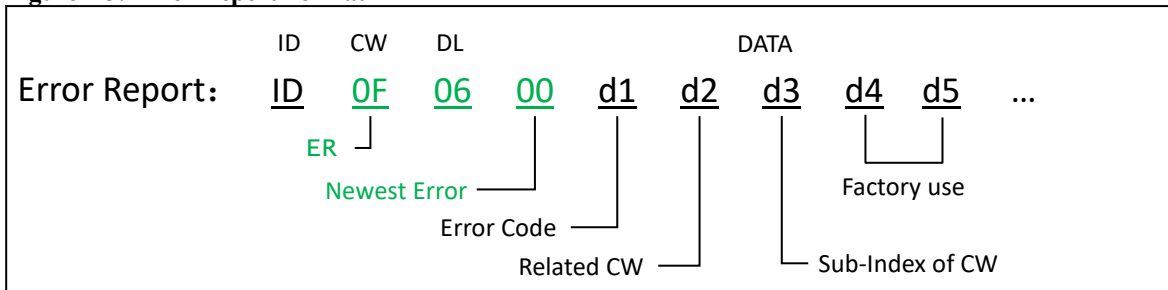 ID CW DL DATA
Error Report： ID 0F 06 00 d1 d2 d3 d4 d5 ...
ER
Newest Error
Factory use
Error Code
Related CW
Sub-Index of CW